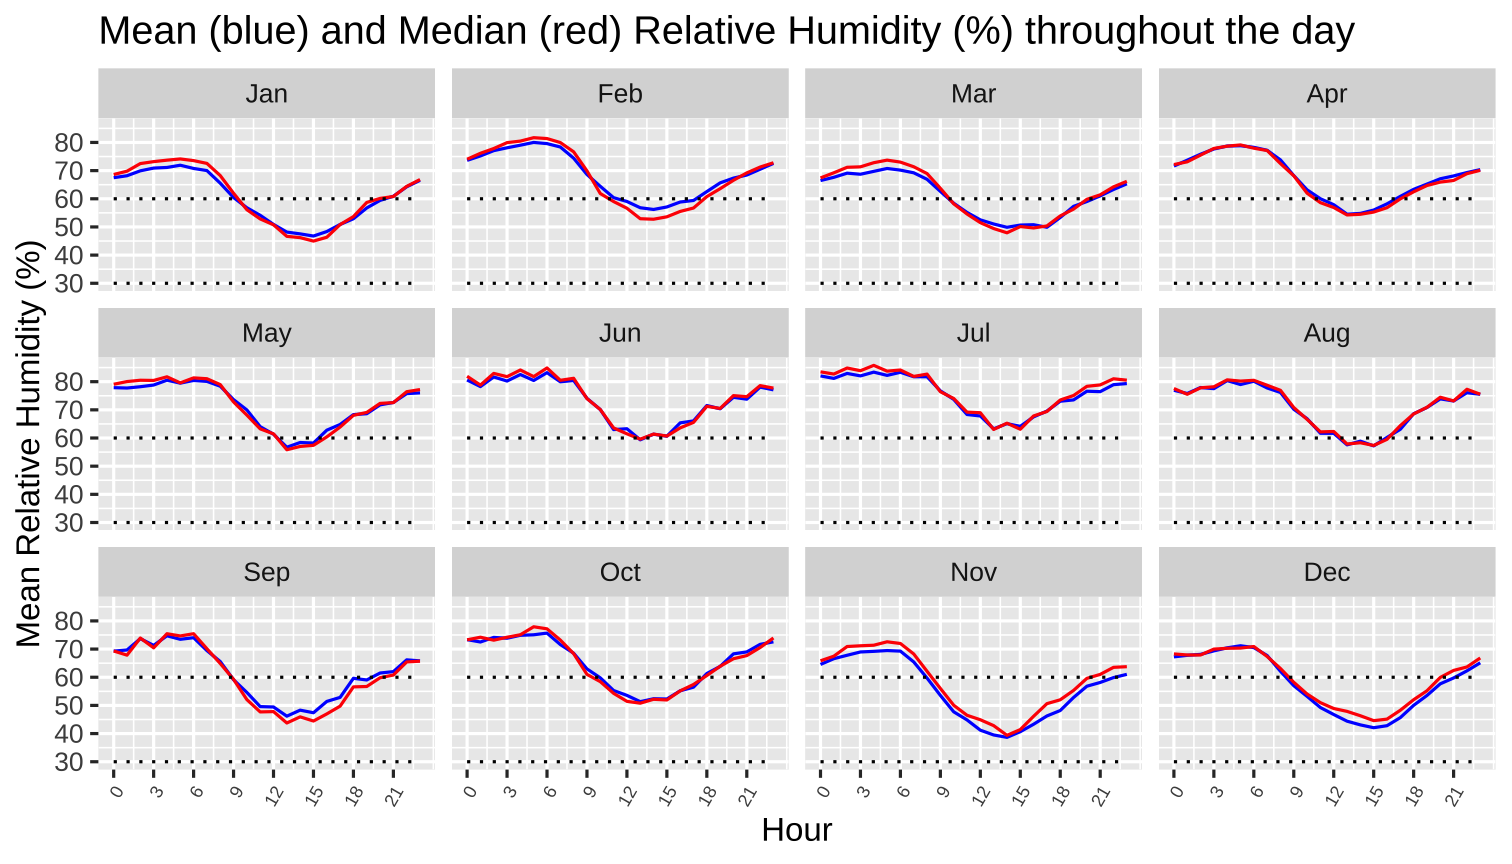 Mean (blue) and Median (red) Relative Humidity (%) throughout the day
Mean Relative Humidity (%)
Jan Feb Mar Apr
80
70
60
50
40
30
May Jun Jul Aug
80
70
60
50
40
30
Sep Oct Nov Dec
80
70
60
50
40
30
0 3 6 9 12 15 18 21 0 3 6 9 12 15 18 21 0 3 6 9 12 15 18 21 0 3 6 9 12 15 18 21
Hour